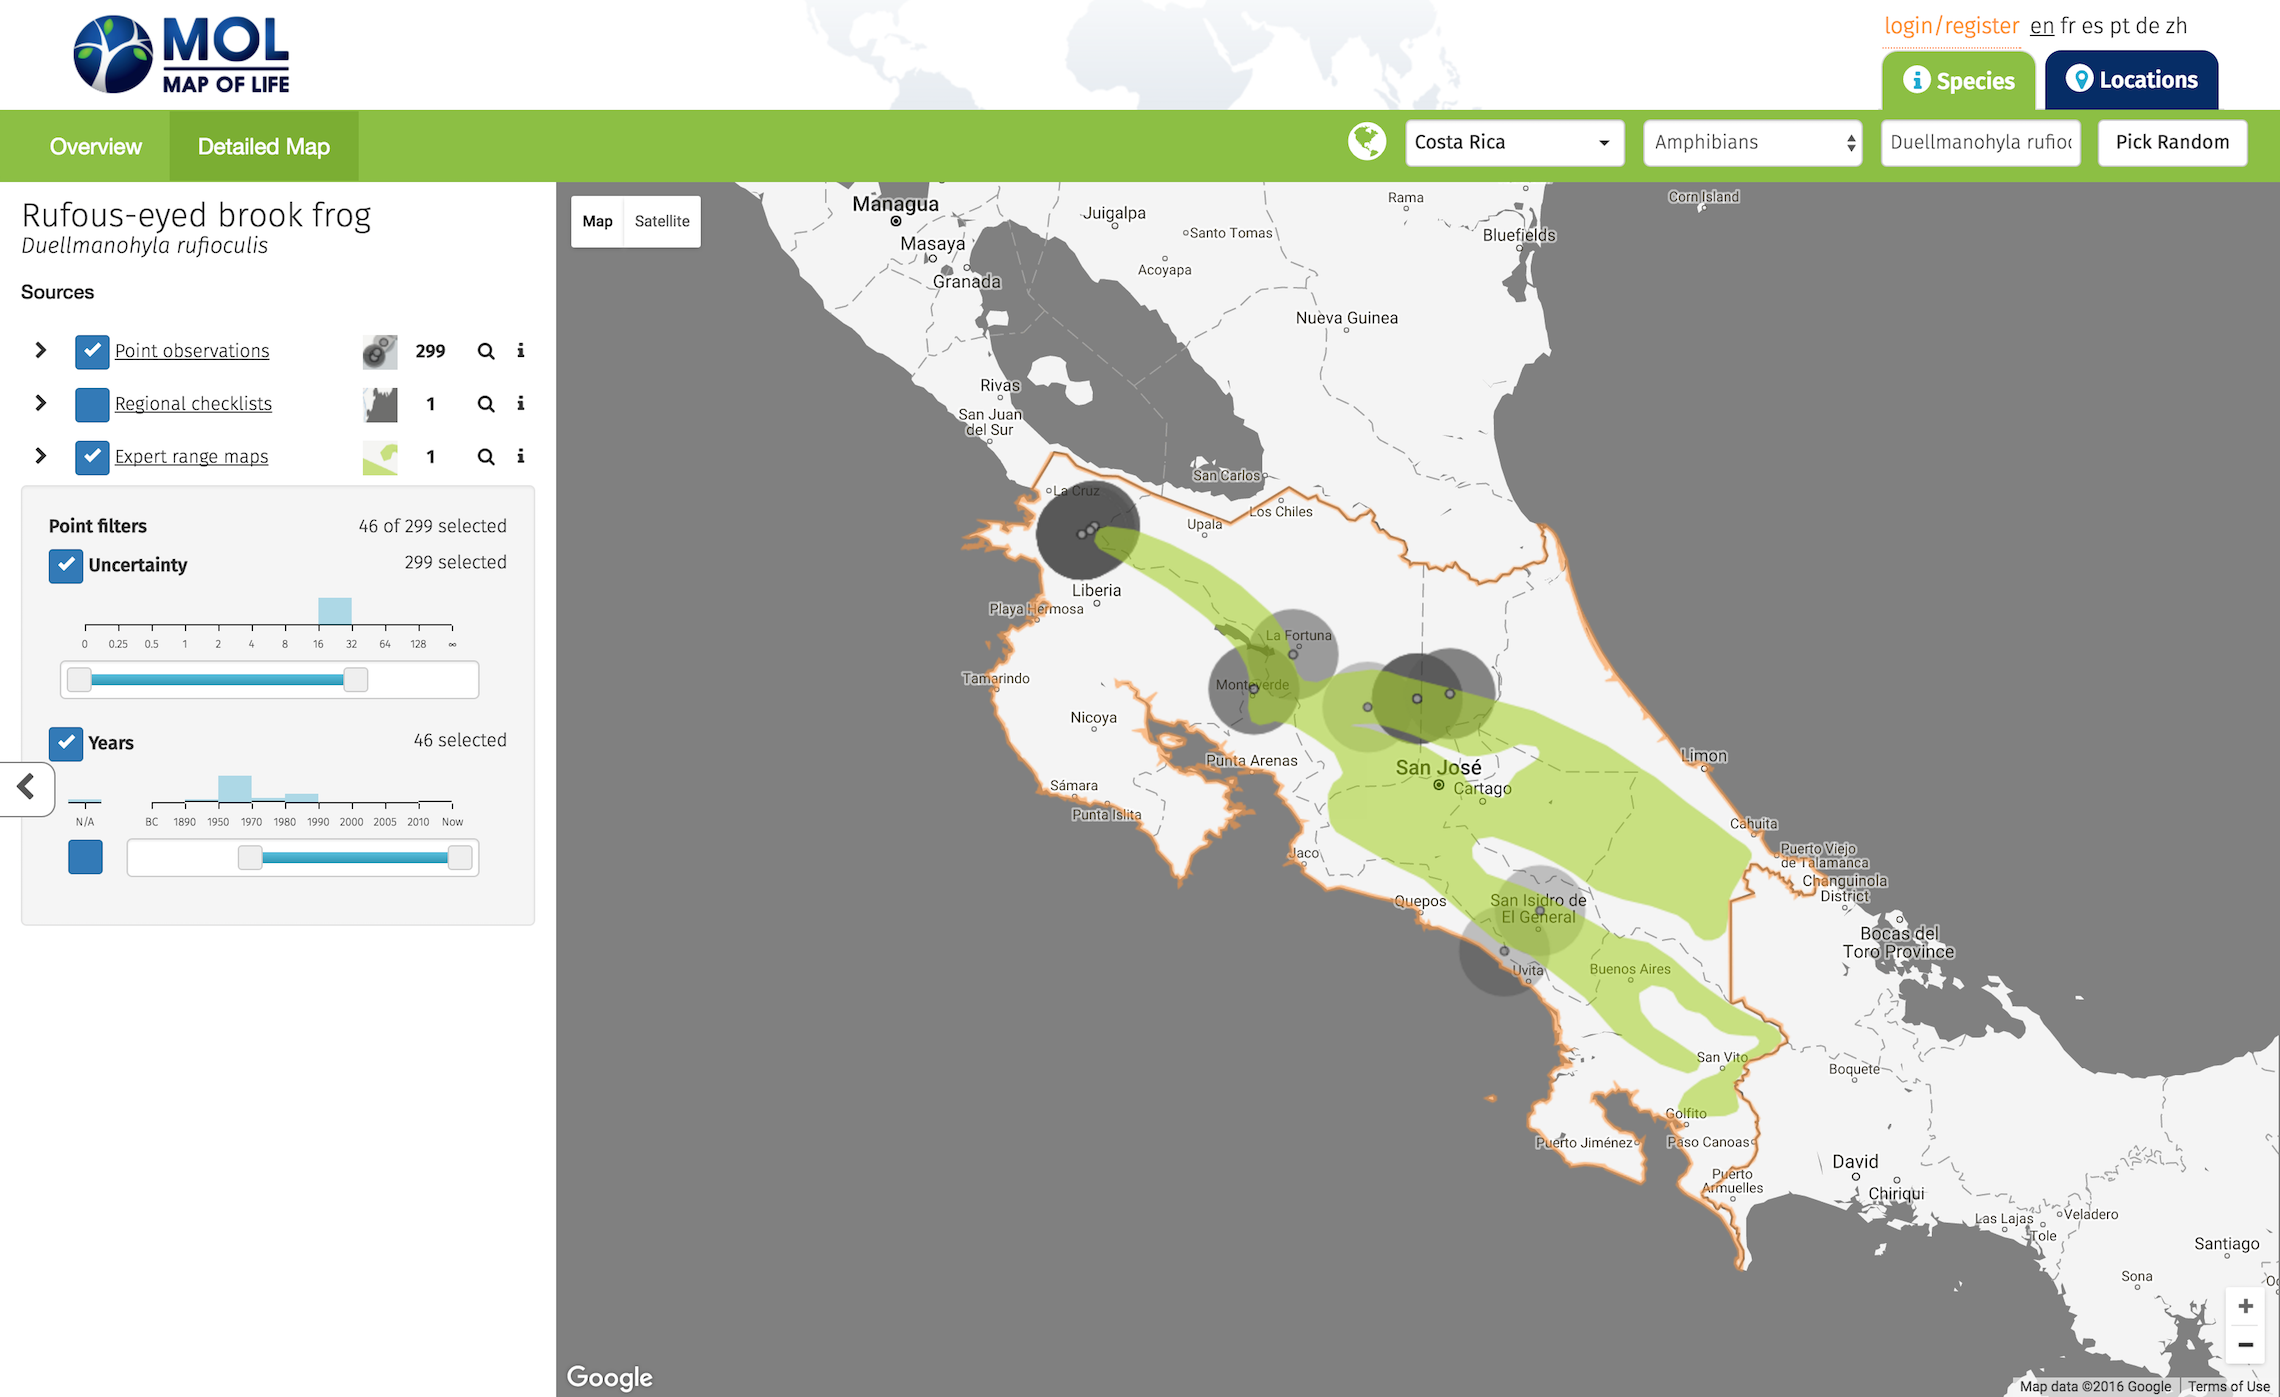 MOL
MAP OF LIFE
login/register en fr es pt de zh
Species
Locations
Overview
Detailed Map
Costa Rica
Amphibians
Duellmanohyla rufio
Pick Random
Rufous-eyed brook frog
Duellmanohyla rufioculis
Sources
Point observations 299
Regional checklists 1
Expert range maps 1
Point filters 46 of 299 selected
Uncertainty 299 selected
0 0.25 0.5 1 2 4 8 16 32 64 128 ∞
Years 46 selected
N/A BC 1890 1950 1970 1980 1990 2000 2005 2010 Now
Map Satellite
Managua
Masaya
Granada
Juigalpa
Santo Tomas
Acoyapa
Rama
Bluefields
Corn Island
Nueva Guinea
Rivas
San Juan
del Sur
San Carlos
La Cruz
Los Chiles
Upala
Liberia
Playa Hermosa
La Fortuna
Tamarindo
Monteverde
Nicoya
Punta Arenas
San José
Cartago
Limon
Sámara
Punta Islita
Jaco
Cahuita
Puerto Viejo
de Talamanca
Changuinola
District
Quepos
San Isidro de
El General
Bocas del
Toro Province
Uvita
Buenos Aires
San Vito
Boquete
Golfito
Puerto Jiménez
Paso Canoas
Puerto
Armuelles
David
Chiriqui
Las Lajas
Veladero
Tole
Santiago
Sona
+
−
Google
Map data ©2016 Google
Terms of Use